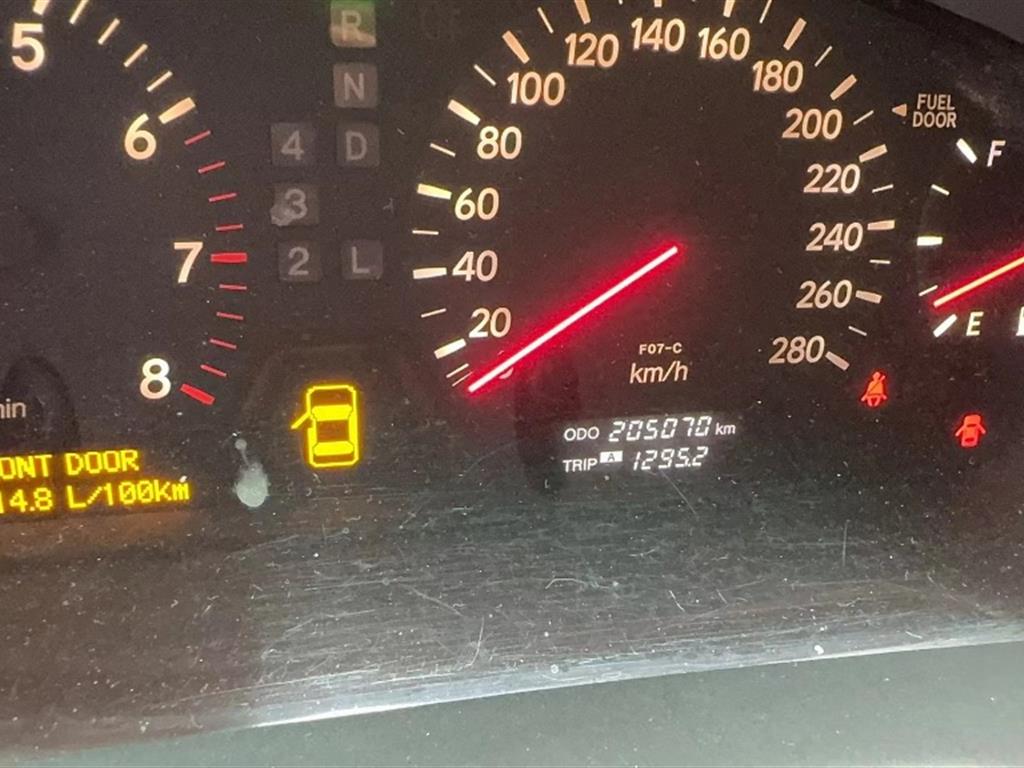 5
6
7
8
R
N
4 D
3
2 L
20
40
60
80
100
120
140
160
180
200
220
240
260
280
F07-C
km/h
FUEL
DOOR
F
E
ODO 205070 km
TRIP A 1295.2
ONT DOOR
14.8 L/100Km